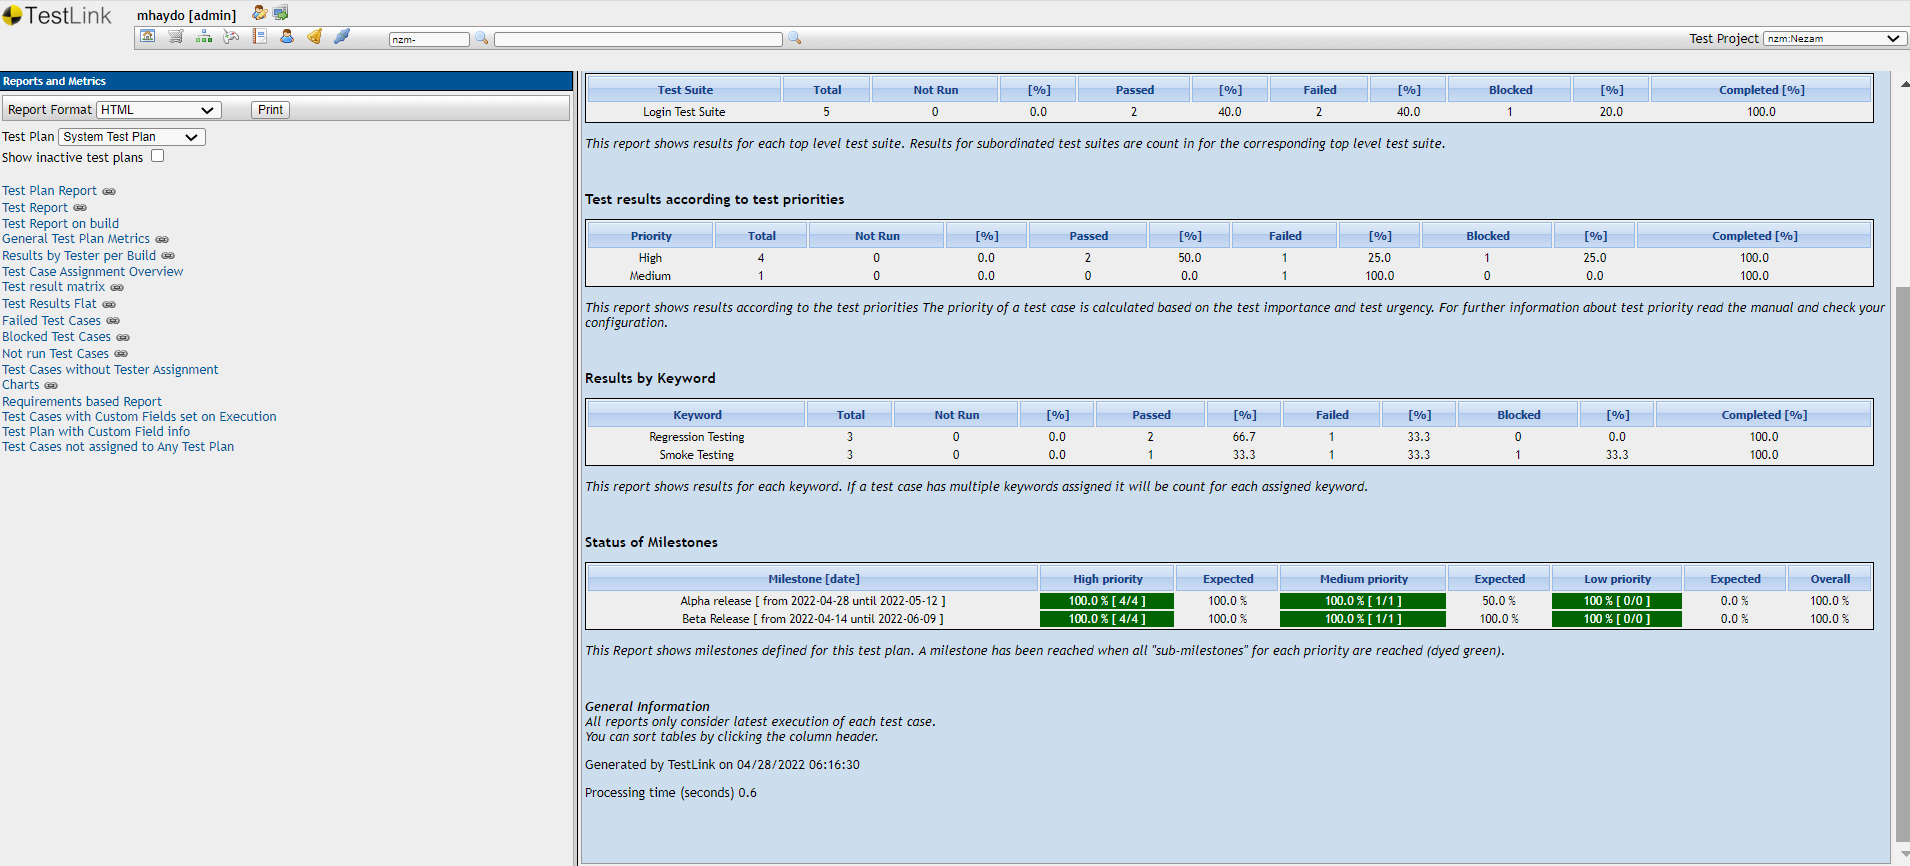 TestLink
mhaydo [admin]
nzm-
Test Project nzm:Nezam
Reports and Metrics
Report Format HTML Print
Test Plan System Test Plan
Show inactive test plans
Test Plan Report
Test Report
Test Report on build
General Test Plan Metrics
Results by Tester per Build
Test Case Assignment Overview
Test result matrix
Test Results Flat
Failed Test Cases
Blocked Test Cases
Not run Test Cases
Test Cases without Tester Assignment
Charts
Requirements based Report
Test Cases with Custom Fields set on Execution
Test Plan with Custom Field info
Test Cases not assigned to Any Test Plan
Test Suite Total Not Run [%] Passed [%] Failed [%] Blocked [%] Completed [%]
Login Test Suite 5 0 0.0 2 40.0 2 40.0 1 20.0 100.0
This report shows results for each top level test suite. Results for subordinated test suites are count in for the corresponding top level test suite.
Test results according to test priorities
Priority Total Not Run [%] Passed [%] Failed [%] Blocked [%] Completed [%]
High 4 0 0.0 2 50.0 1 25.0 1 25.0 100.0
Medium 1 0 0.0 0 0.0 1 100.0 0 0.0 100.0
This report shows results according to the test priorities The priority of a test case is calculated based on the test importance and test urgency. For further information about test priority read the manual and check your
configuration.
Results by Keyword
Keyword Total Not Run [%] Passed [%] Failed [%] Blocked [%] Completed [%]
Regression Testing 3 0 0.0 2 66.7 1 33.3 0 0.0 100.0
Smoke Testing 3 0 0.0 1 33.3 1 33.3 1 33.3 100.0
This report shows results for each keyword. If a test case has multiple keywords assigned it will be count for each assigned keyword.
Status of Milestones
Milestone [date] High priority Expected Medium priority Expected Low priority Expected Overall
Alpha release [ from 2022-04-28 until 2022-05-12 ] 100.0 % [ 4/4 ] 100.0 % 100.0 % [ 1/1 ] 50.0 % 100 % [ 0/0 ] 0.0 % 100.0 %
Beta Release [ from 2022-04-14 until 2022-06-09 ] 100.0 % [ 4/4 ] 100.0 % 100.0 % [ 1/1 ] 100.0 % 100 % [ 0/0 ] 0.0 % 100.0 %
This Report shows milestones defined for this test plan. A milestone has been reached when all "sub-milestones" for each priority are reached (dyed green).
General Information
All reports only consider latest execution of each test case.
You can sort tables by clicking the column header.
Generated by TestLink on 04/28/2022 06:16:30
Processing time (seconds) 0.6